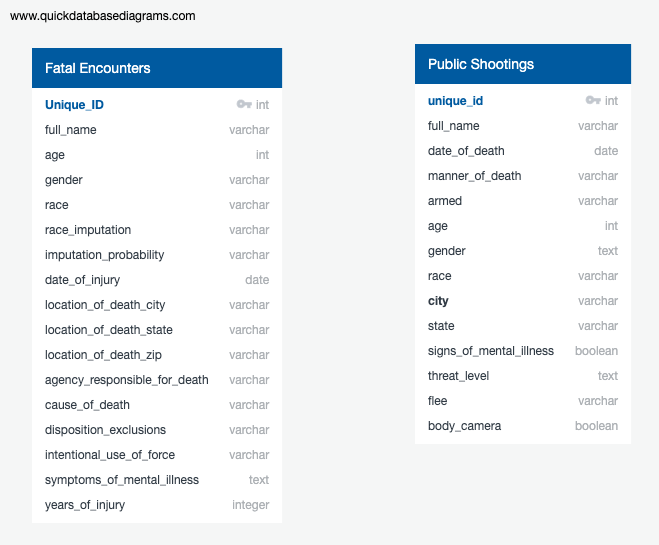 www.quickdatabasediagrams.com
Fatal Encounters
Unique_ID int
full_name varchar
age int
gender varchar
race varchar
race_imputation varchar
imputation_probability varchar
date_of_injury date
location_of_death_city varchar
location_of_death_state varchar
location_of_death_zip varchar
agency_responsible_for_death varchar
cause_of_death varchar
disposition_exclusions varchar
intentional_use_of_force varchar
symptoms_of_mental_illness text
years_of_injury integer
Public Shootings
unique_id int
full_name varchar
date_of_death date
manner_of_death varchar
armed varchar
age int
gender text
race varchar
city varchar
state varchar
signs_of_mental_illness boolean
threat_level text
flee varchar
body_camera boolean